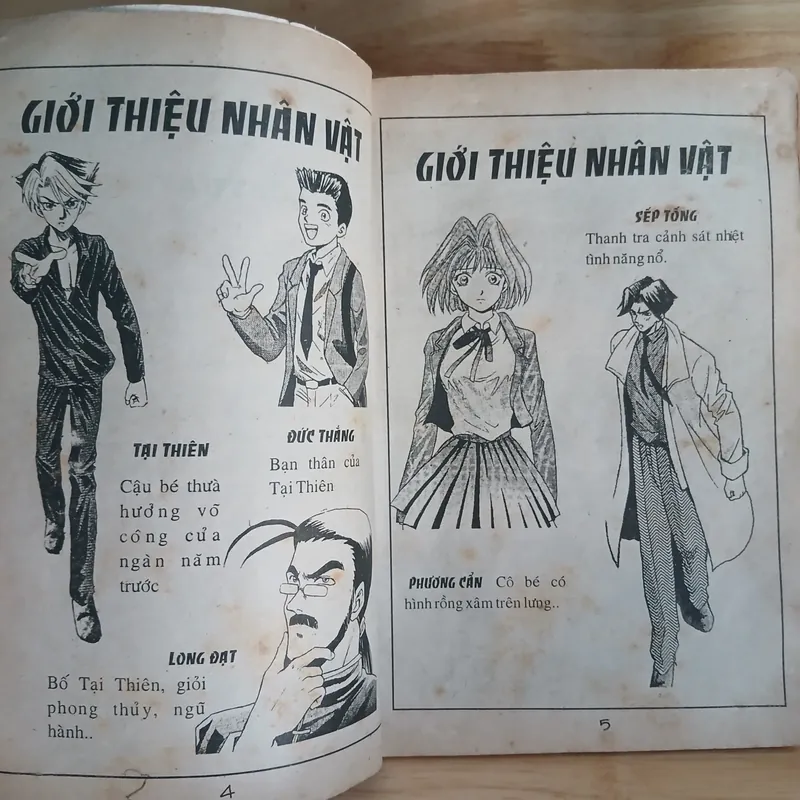 GIỚI THIỆU NHÂN VẬT
TẠI THIÊN
Cậu bé thừa
hưởng võ
công của
ngàn năm
trước
ĐỨC THẮNG
Bạn thân của
Tại Thiên
LONG ĐẠT
Bố Tại Thiên, giỏi
phong thủy, ngũ
hành..
4
GIỚI THIỆU NHÂN VẬT
SẾP TỐNG
Thanh tra cảnh sát nhiệt
tình năng nổ.
PHƯƠNG CẨN Cô bé có
hình rồng xâm trên lưng..
5